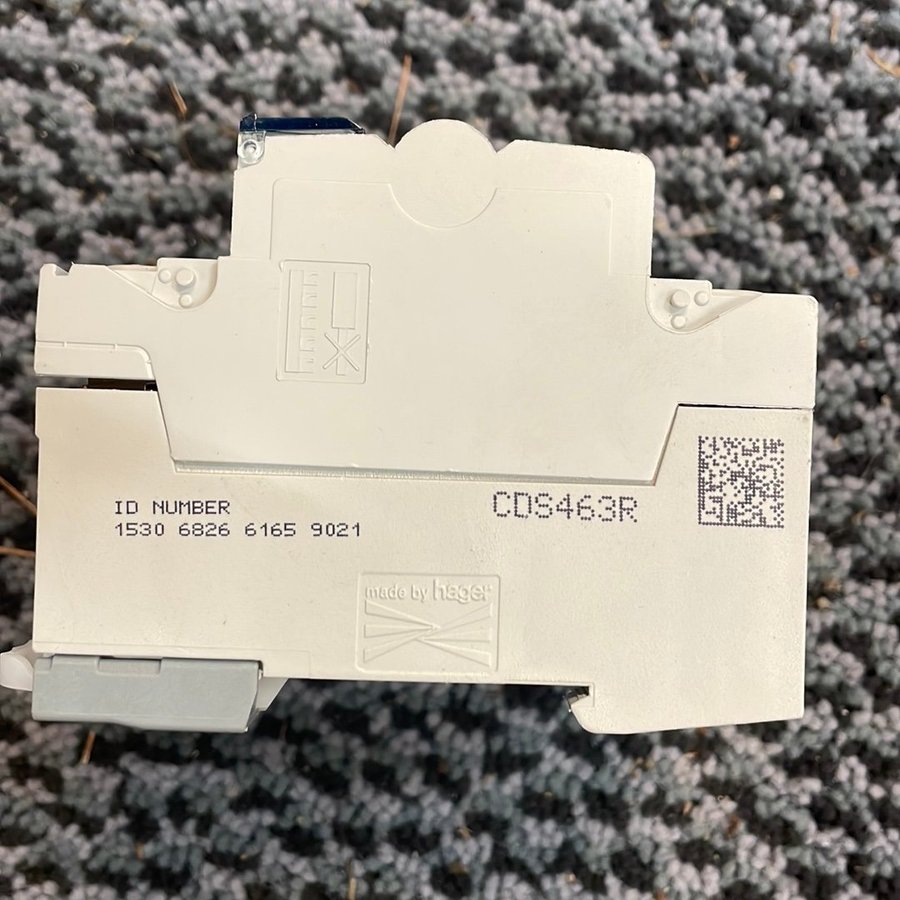 ID NUMBER
1530 6826 6165 9021
CDS463R
made by hager